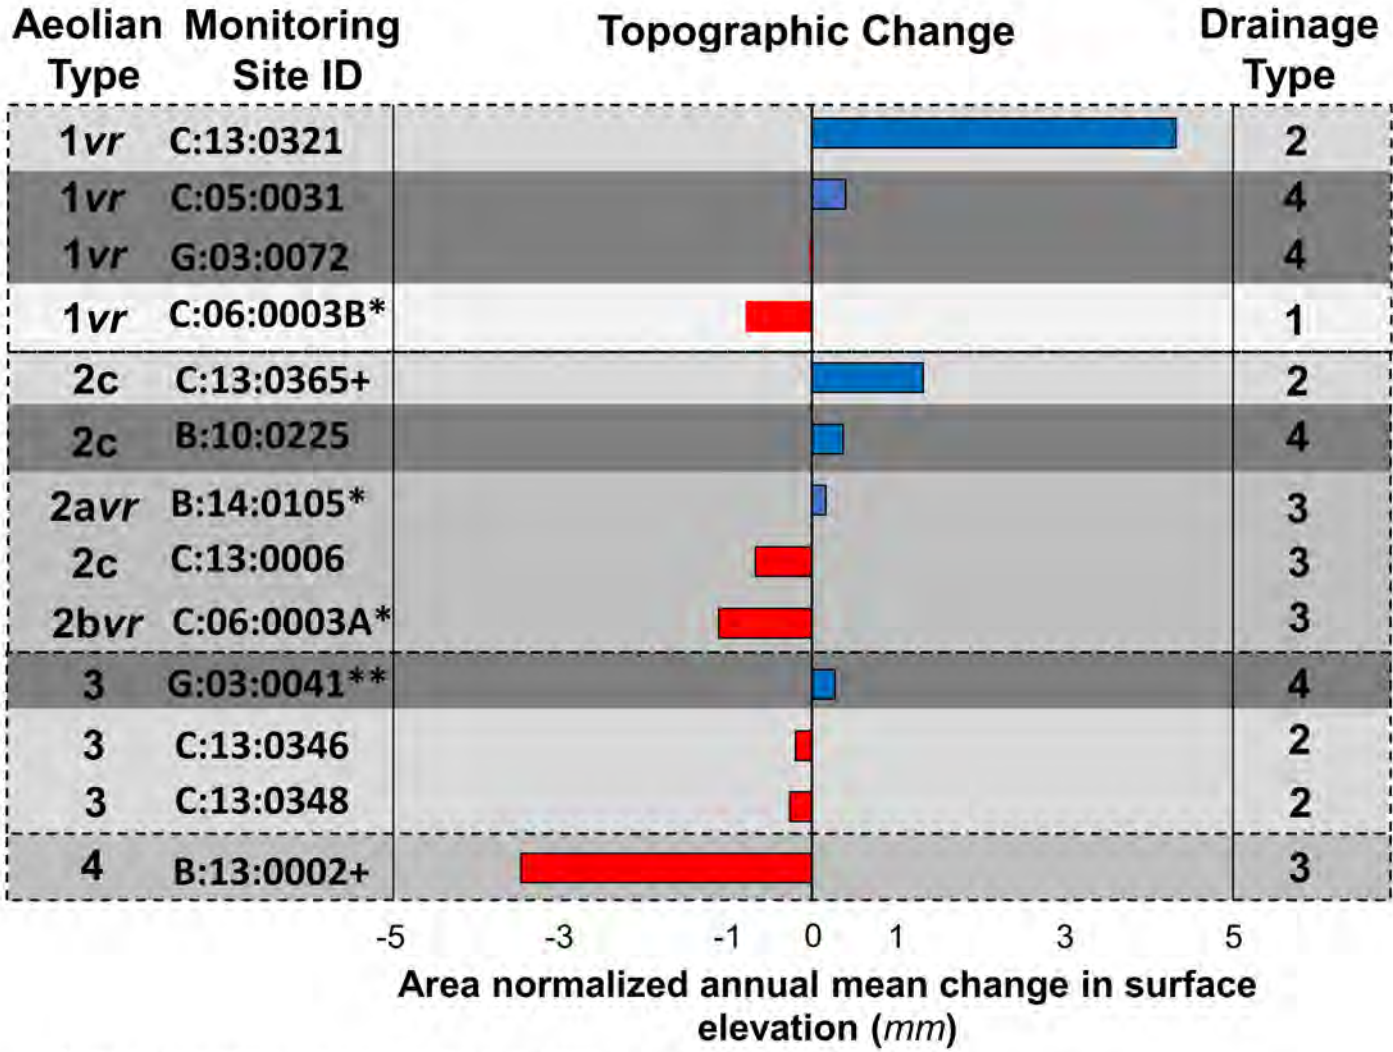 Aeolian Type
Monitoring Site ID
Topographic Change
Drainage Type
1vr C:13:0321 2
1vr C:05:0031 4
1vr G:03:0072 4
1vr C:06:0003B* 1
2c C:13:0365+ 2
2c B:10:0225 4
2avr B:14:0105* 3
2c C:13:0006 3
2bvr C:06:0003A* 3
3 G:03:0041** 4
3 C:13:0346 2
3 C:13:0348 2
4 B:13:0002+ 3
-5 -3 -1 0 1 3 5
Area normalized annual mean change in surface
elevation (mm)